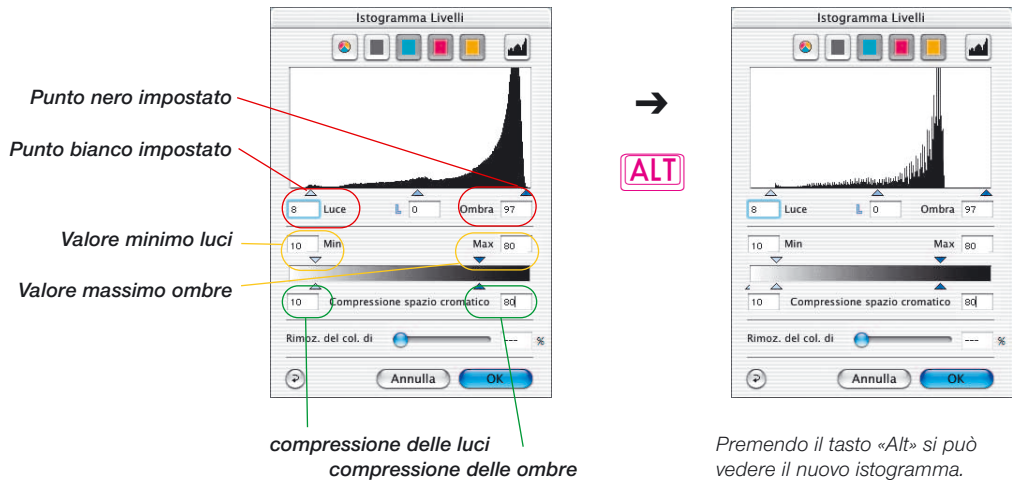 Istogramma Livelli
Punto nero impostato
Punto bianco impostato
8 Luce L 0 Ombra 97
Valore minimo luci
10 Min Max 80
Valore massimo ombre
10 Compressione spazio cromatico 80
Rimoz. del col. di --- %
Annulla OK
compressione delle luci
compressione delle ombre
➔
ALT
Istogramma Livelli
8 Luce L 0 Ombra 97
10 Min Max 80
10 Compressione spazio cromatico 80
Rimoz. del col. di --- %
Annulla OK
Premendo il tasto «Alt» si può
vedere il nuovo istogramma.